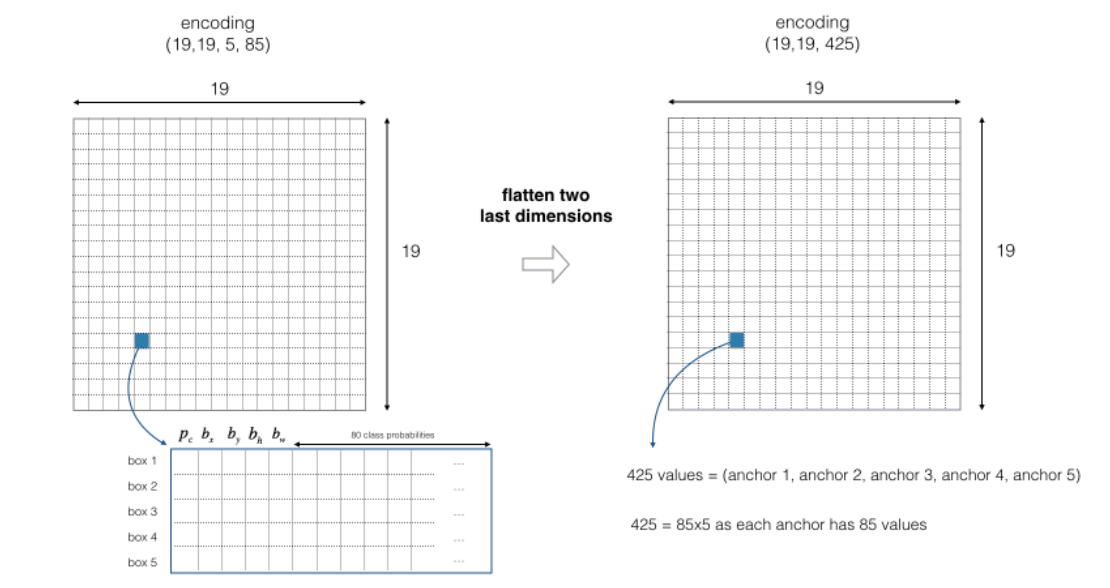 encoding
(19,19, 5, 85)
19
19
flatten two
last dimensions
encoding
(19,19, 425)
19
19
p_c b_x b_y b_h b_w
80 class probabilities
box 1 ...
box 2 ...
box 3 ...
box 4 ...
box 5 ...
425 values = (anchor 1, anchor 2, anchor 3, anchor 4, anchor 5)
425 = 85x5 as each anchor has 85 values